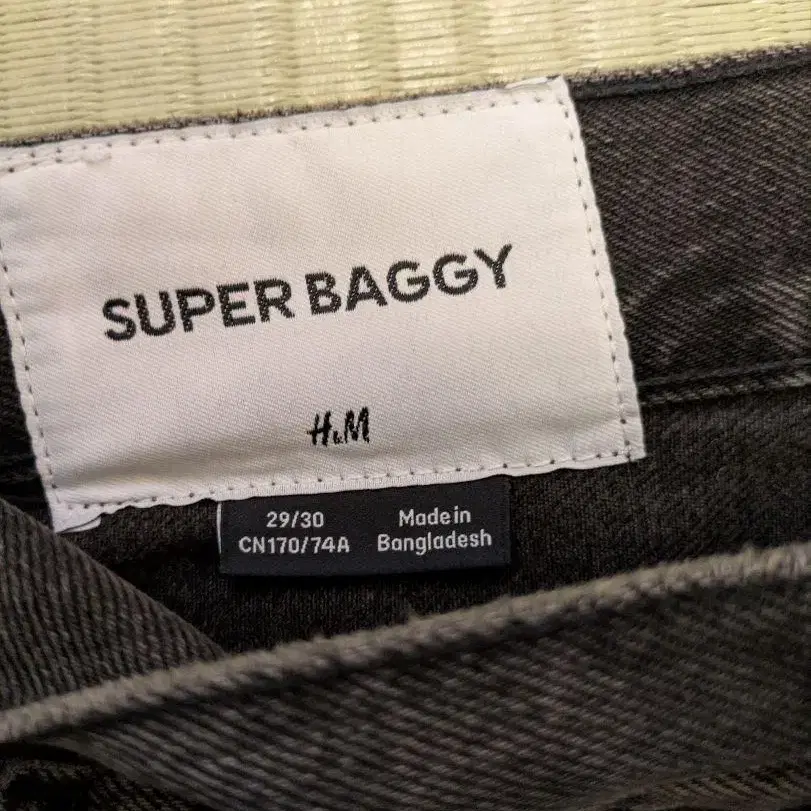 SUPER BAGGY
H&M
29/30
CN170/74A
Made in
Bangladesh